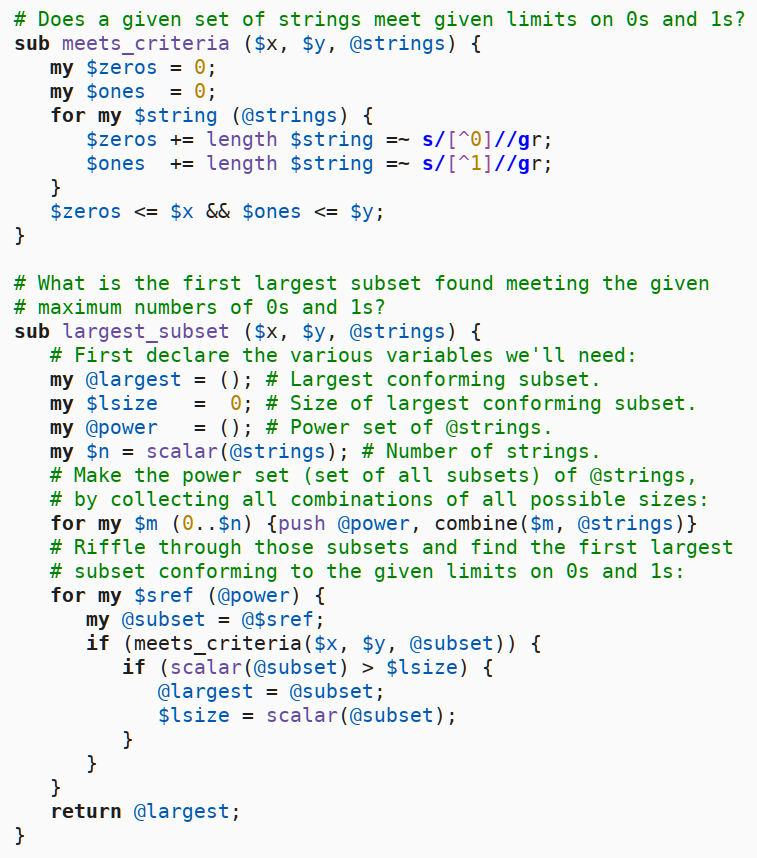 # Does a given set of strings meet given limits on 0s and 1s?
sub meets_criteria ($x, $y, @strings) {
   my $zeros = 0;
   my $ones  = 0;
   for my $string (@strings) {
      $zeros += length $string =~ s/[^0]//gr;
      $ones  += length $string =~ s/[^1]//gr;
   }
   $zeros <= $x && $ones <= $y;
}

# What is the first largest subset found meeting the given
# maximum numbers of 0s and 1s?
sub largest_subset ($x, $y, @strings) {
   # First declare the various variables we'll need:
   my @largest = (); # Largest conforming subset.
   my $lsize   =  0; # Size of largest conforming subset.
   my @power   = (); # Power set of @strings.
   my $n = scalar(@strings); # Number of strings.
   # Make the power set (set of all subsets) of @strings,
   # by collecting all combinations of all possible sizes:
   for my $m (0..$n) {push @power, combine($m, @strings)}
   # Riffle through those subsets and find the first largest
   # subset conforming to the given limits on 0s and 1s:
   for my $sref (@power) {
      my @subset = @$sref;
      if (meets_criteria($x, $y, @subset)) {
         if (scalar(@subset) > $lsize) {
            @largest = @subset;
            $lsize = scalar(@subset);
         }
      }
   }
   return @largest;
}